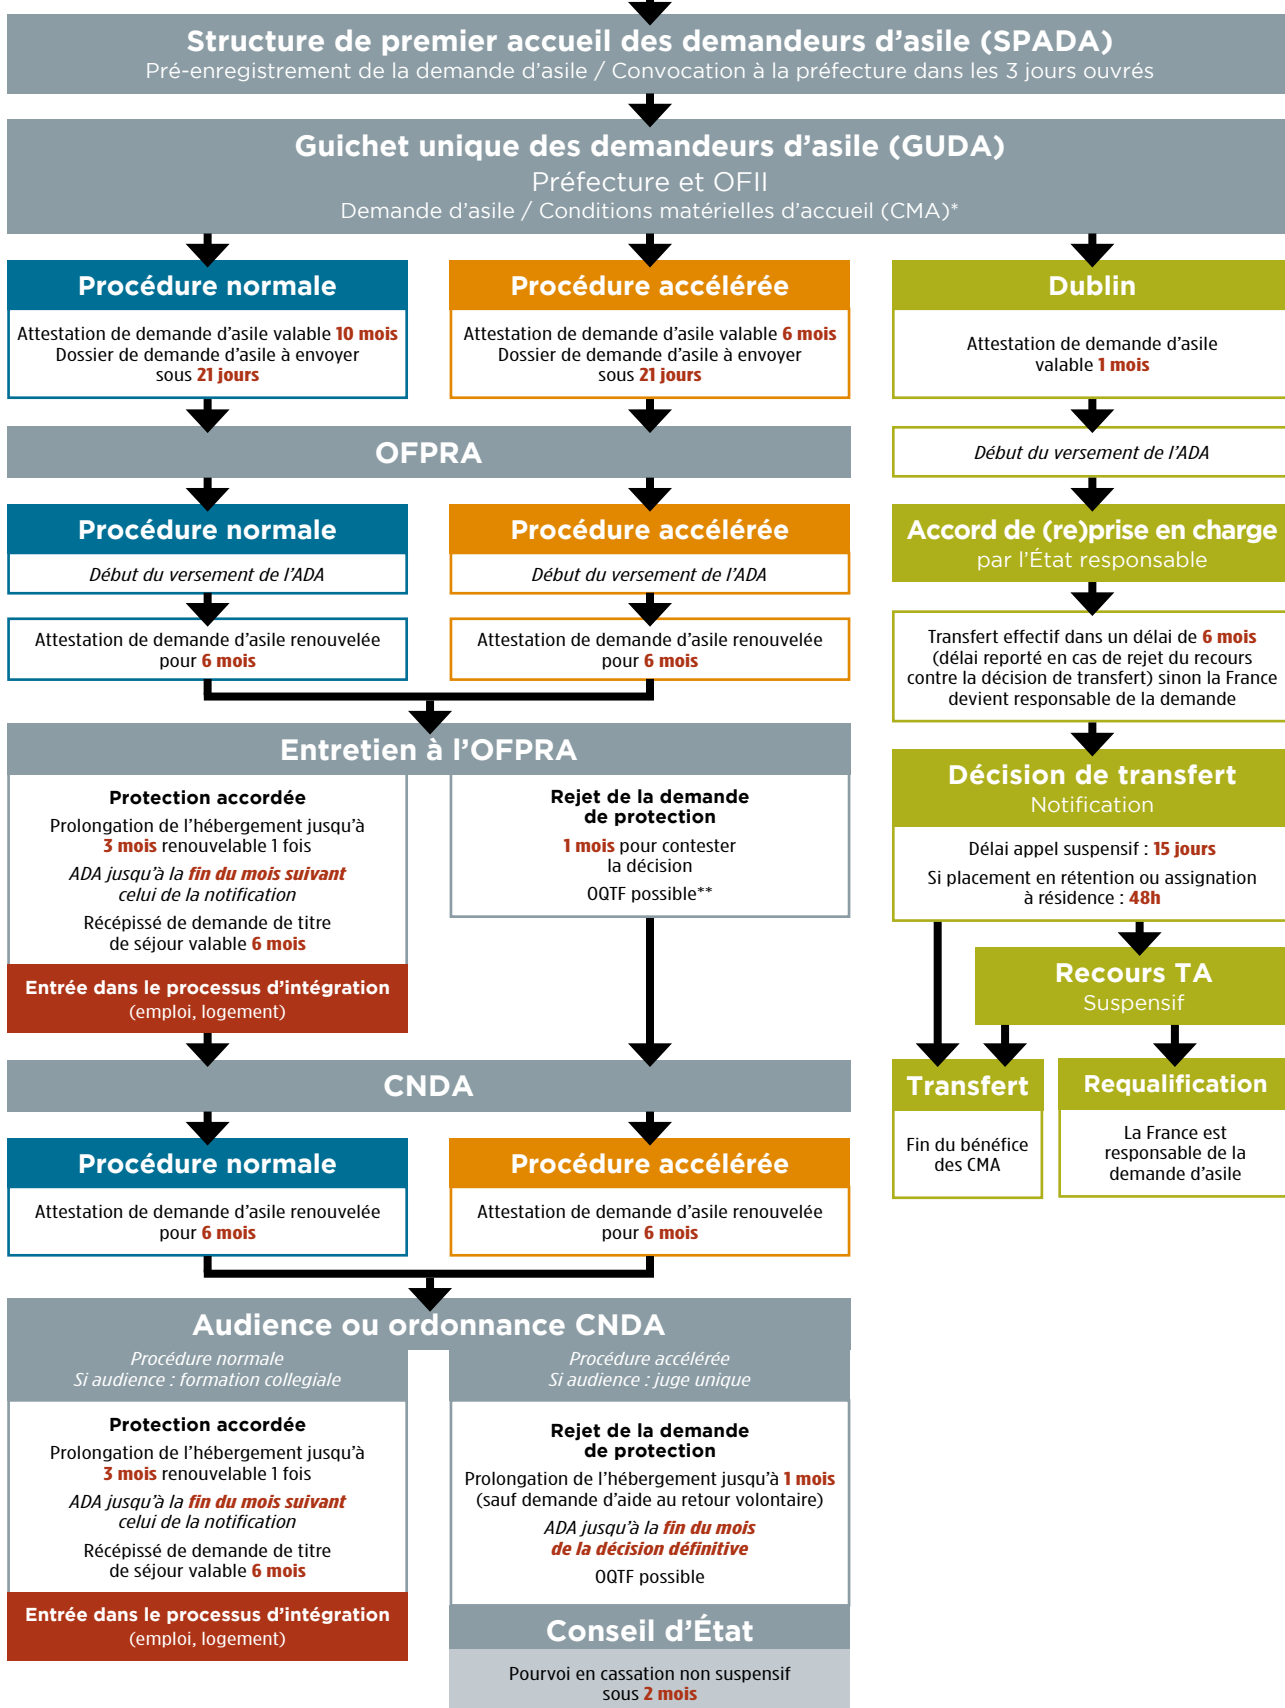 Structure de premier accueil des demandeurs d'asile (SPADA)
Pré-enregistrement de la demande d'asile / Convocation à la préfecture dans les 3 jours ouvrés
Guichet unique des demandeurs d'asile (GUDA)
Préfecture et OFII
Demande d'asile / Conditions matérielles d'accueil (CMA)*
Procédure normale
Attestation de demande d'asile valable 10 mois
Dossier de demande d'asile à envoyer
sous 21 jours
Procédure accélérée
Attestation de demande d'asile valable 6 mois
Dossier de demande d'asile à envoyer
sous 21 jours
Dublin
Attestation de demande d'asile
valable 1 mois
OFPRA
Début du versement de l'ADA
Procédure normale
Début du versement de l'ADA
Procédure accélérée
Début du versement de l'ADA
Accord de (re)prise en charge
par l'État responsable
Attestation de demande d'asile renouvelée
pour 6 mois
Attestation de demande d'asile renouvelée
pour 6 mois
Transfert effectif dans un délai de 6 mois
(délai reporté en cas de rejet du recours
contre la décision de transfert) sinon la France
devient responsable de la demande
Entretien à l'OFPRA
Protection accordée
Prolongation de l'hébergement jusqu'à
3 mois renouvelable 1 fois
ADA jusqu'à la fin du mois suivant
celui de la notification
Récépissé de demande de titre
de séjour valable 6 mois
Entrée dans le processus d'intégration
(emploi, logement)
Rejet de la demande
de protection
1 mois pour contester
la décision
OQTF possible**
Décision de transfert
Notification
Délai appel suspensif : 15 jours
Si placement en rétention ou assignation
à résidence : 48h
Recours TA
Suspensif
Transfert
Fin du bénéfice
des CMA
Requalification
La France est
responsable de la
demande d'asile
CNDA
Procédure normale
Attestation de demande d'asile renouvelée
pour 6 mois
Procédure accélérée
Attestation de demande d'asile renouvelée
pour 6 mois
Audience ou ordonnance CNDA
Procédure normale
Si audience : formation collegiale
Protection accordée
Prolongation de l'hébergement jusqu'à
3 mois renouvelable 1 fois
ADA jusqu'à la fin du mois suivant
celui de la notification
Récépissé de demande de titre
de séjour valable 6 mois
Entrée dans le processus d'intégration
(emploi, logement)
Procédure accélérée
Si audience : juge unique
Rejet de la demande
de protection
Prolongation de l'hébergement jusqu'à 1 mois
(sauf demande d'aide au retour volontaire)
ADA jusqu'à la fin du mois
de la décision définitive
OQTF possible
Conseil d'État
Pourvoi en cassation non suspensif
sous 2 mois